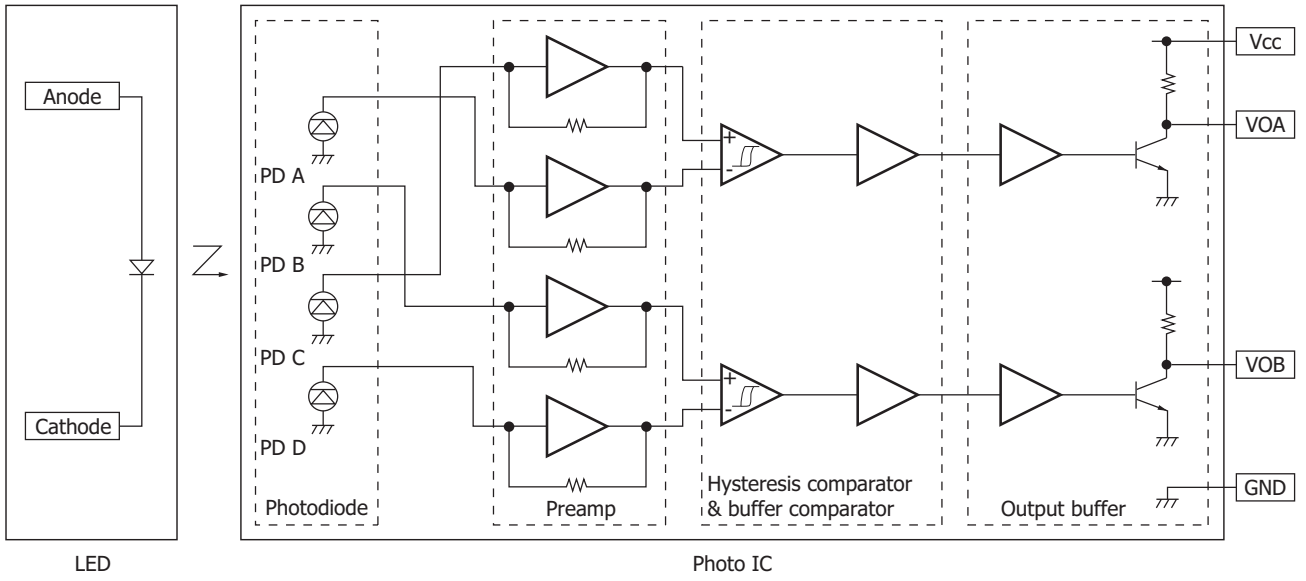 Anode
Cathode
LED
PD A
PD B
PD C
PD D
Photodiode
Preamp
+
-
+
-
Hysteresis comparator
& buffer comparator
Output buffer
Vcc
VOA
VOB
GND
Photo IC